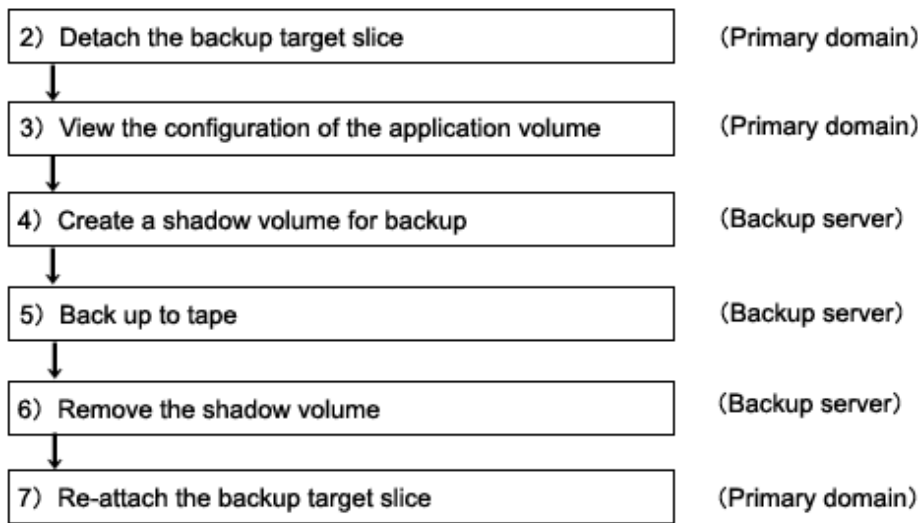 2) Detach the backup target slice (Primary domain)
3) View the configuration of the application volume (Primary domain)
4) Create a shadow volume for backup (Backup server)
5) Back up to tape (Backup server)
6) Remove the shadow volume (Backup server)
7) Re-attach the backup target slice (Primary domain)